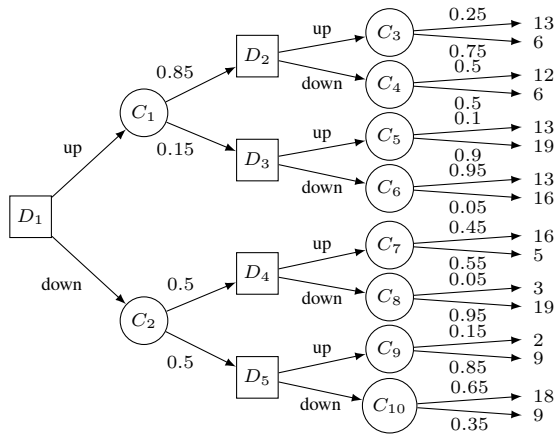 0.25
13
up
C₃
6
0.85
D₂
0.75
down
0.5
12
C₄
6
C₁
0.5
up
0.1
13
0.15
up
C₅
19
D₃
0.9
down
0.95
13
C₆
16
D₁
0.05
up
0.45
16
C₇
5
down
0.5
D₄
0.55
down
0.05
3
C₈
19
C₂
0.95
0.5
up
0.15
2
C₉
9
D₅
0.85
down
0.65
18
C₁₀
9
0.35